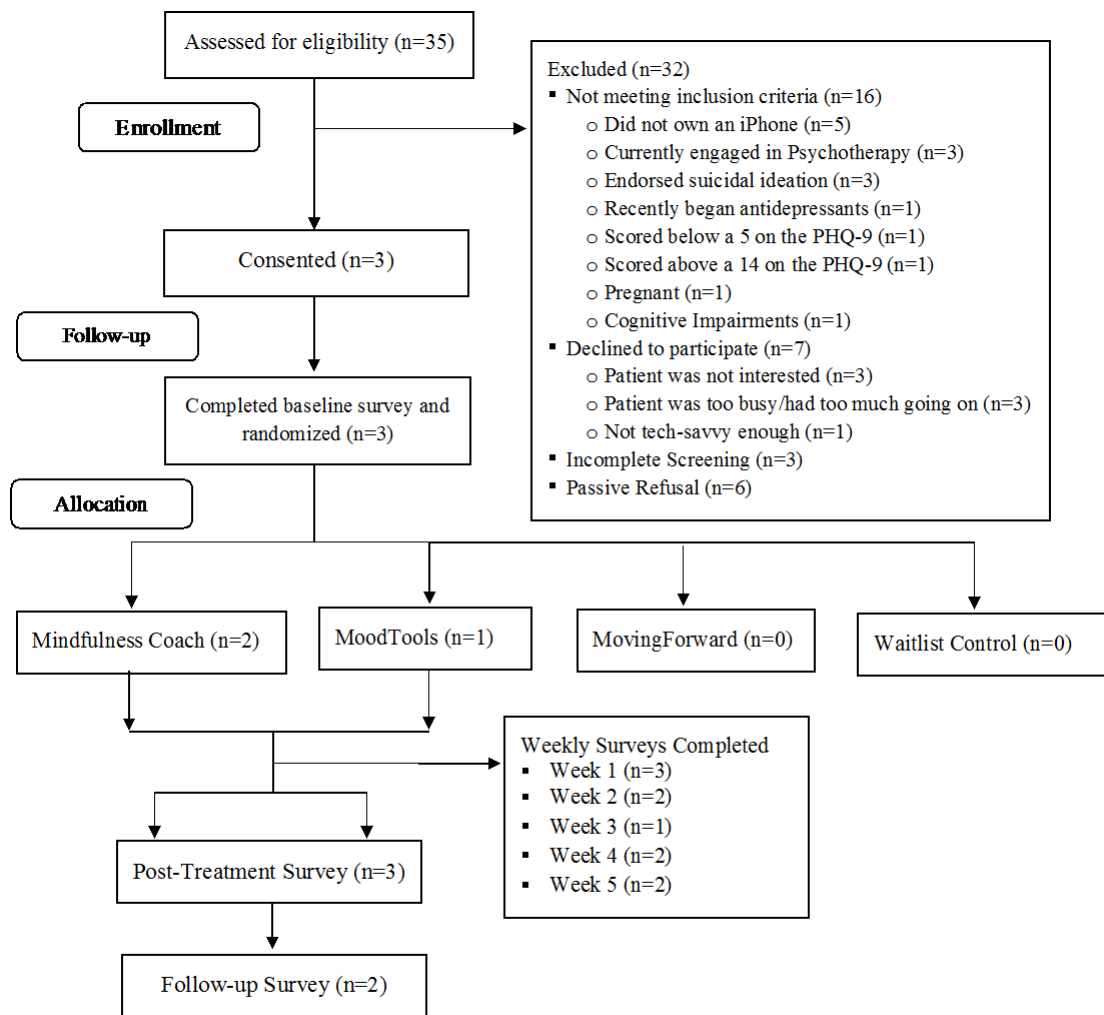 Assessed for eligibility (n=35)
Excluded (n=32)
▪ Not meeting inclusion criteria (n=16)
o Did not own an iPhone (n=5)
o Currently engaged in Psychotherapy (n=3)
o Endorsed suicidal ideation (n=3)
o Recently began antidepressants (n=1)
o Scored below a 5 on the PHQ-9 (n=1)
o Scored above a 14 on the PHQ-9 (n=1)
o Pregnant (n=1)
o Cognitive Impairments (n=1)
▪ Declined to participate (n=7)
o Patient was not interested (n=3)
o Patient was too busy/had too much going on (n=3)
o Not tech-savvy enough (n=1)
▪ Incomplete Screening (n=3)
▪ Passive Refusal (n=6)
Enrollment
Consented (n=3)
Follow-up
Completed baseline survey and
randomized (n=3)
Allocation
Mindfulness Coach (n=2)
MoodTools (n=1)
MovingForward (n=0)
Waitlist Control (n=0)
Weekly Surveys Completed
▪ Week 1 (n=3)
▪ Week 2 (n=2)
▪ Week 3 (n=1)
▪ Week 4 (n=2)
▪ Week 5 (n=2)
Post-Treatment Survey (n=3)
Follow-up Survey (n=2)